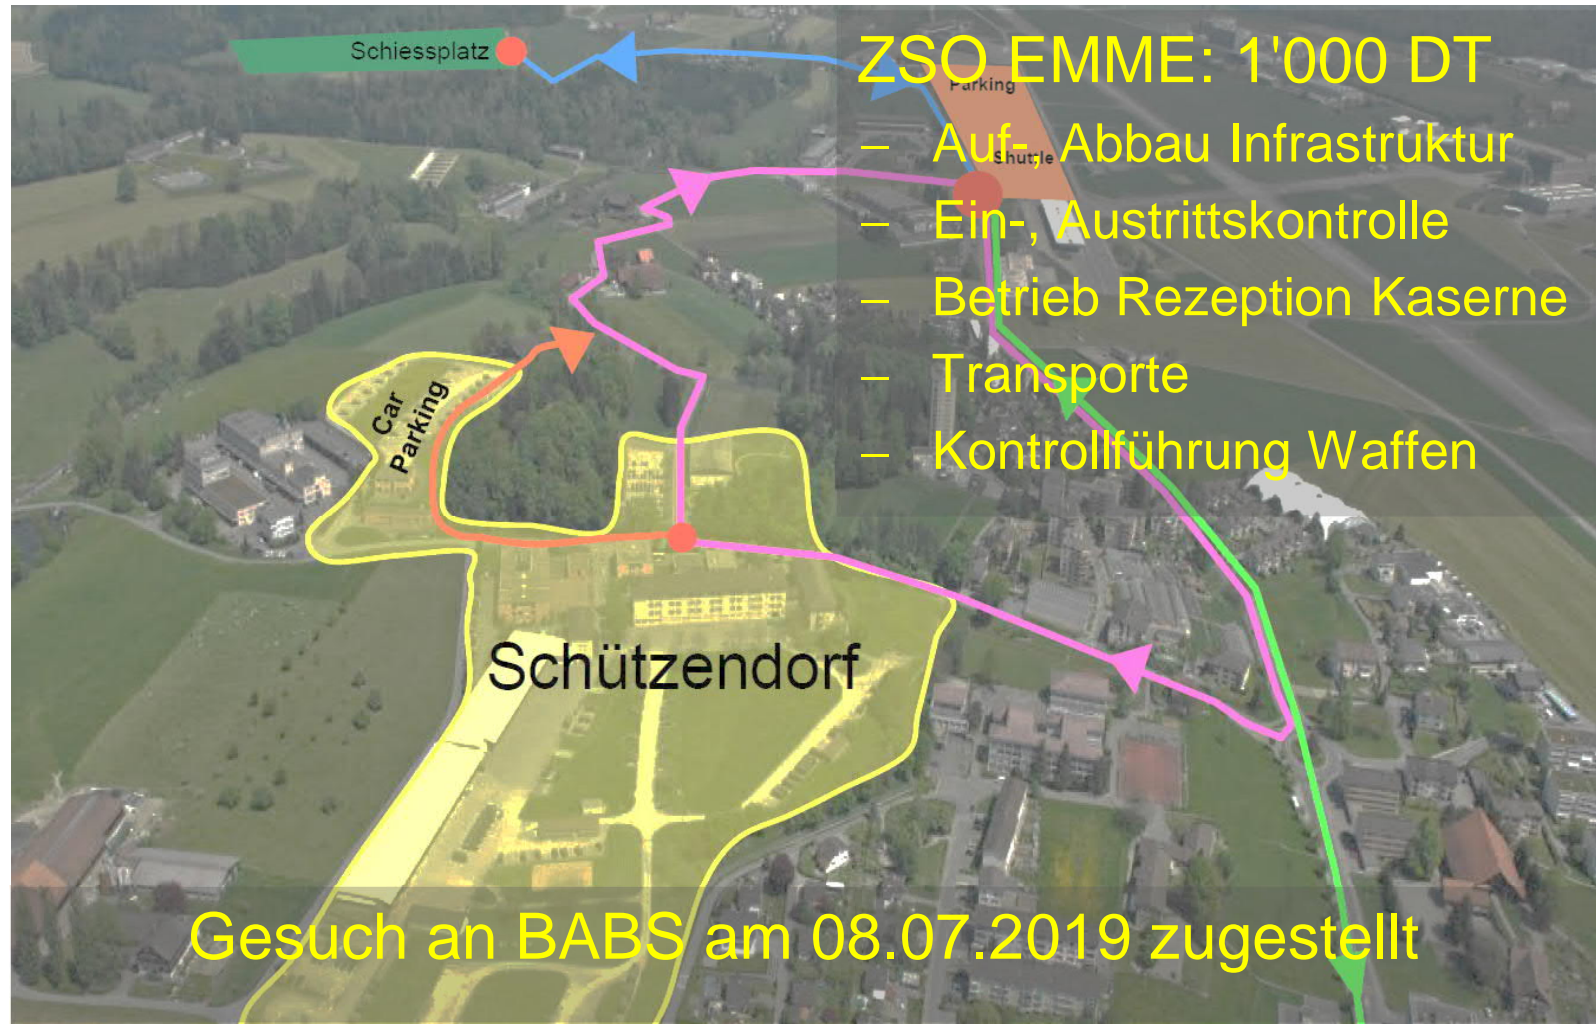 Schiessplatz
ZSO EMME: 1'000 DT
Parking
– Auf-, Abbau Infrastruktur
Shuttle
– Ein-, Austrittskontrolle
– Betrieb Rezeption Kaserne
– Transporte
– Kontrollführung Waffen
Car
Parking
Schützendorf
Gesuch an BABS am 08.07.2019 zugestellt